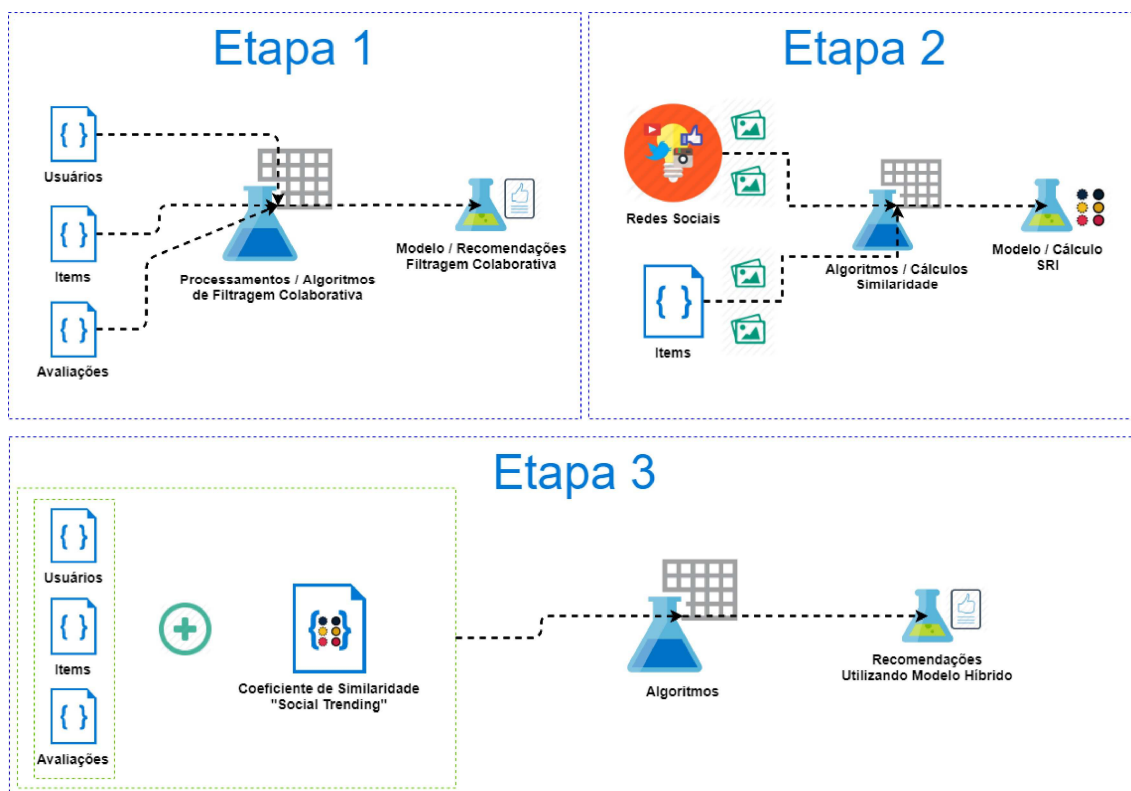 Etapa 1
Usuários
Items
Avaliações
Processamentos / Algoritmos
de Filtragem Colaborativa
Modelo / Recomendações
Filtragem Colaborativa
Etapa 2
Redes Sociais
Items
Algoritmos / Cálculos
Similaridade
Modelo / Cálculo
SRI
Etapa 3
Usuários
Items
Avaliações
Coeficiente de Similaridade
"Social Trending"
Algoritmos
Recomendações
Utilizando Modelo Híbrido